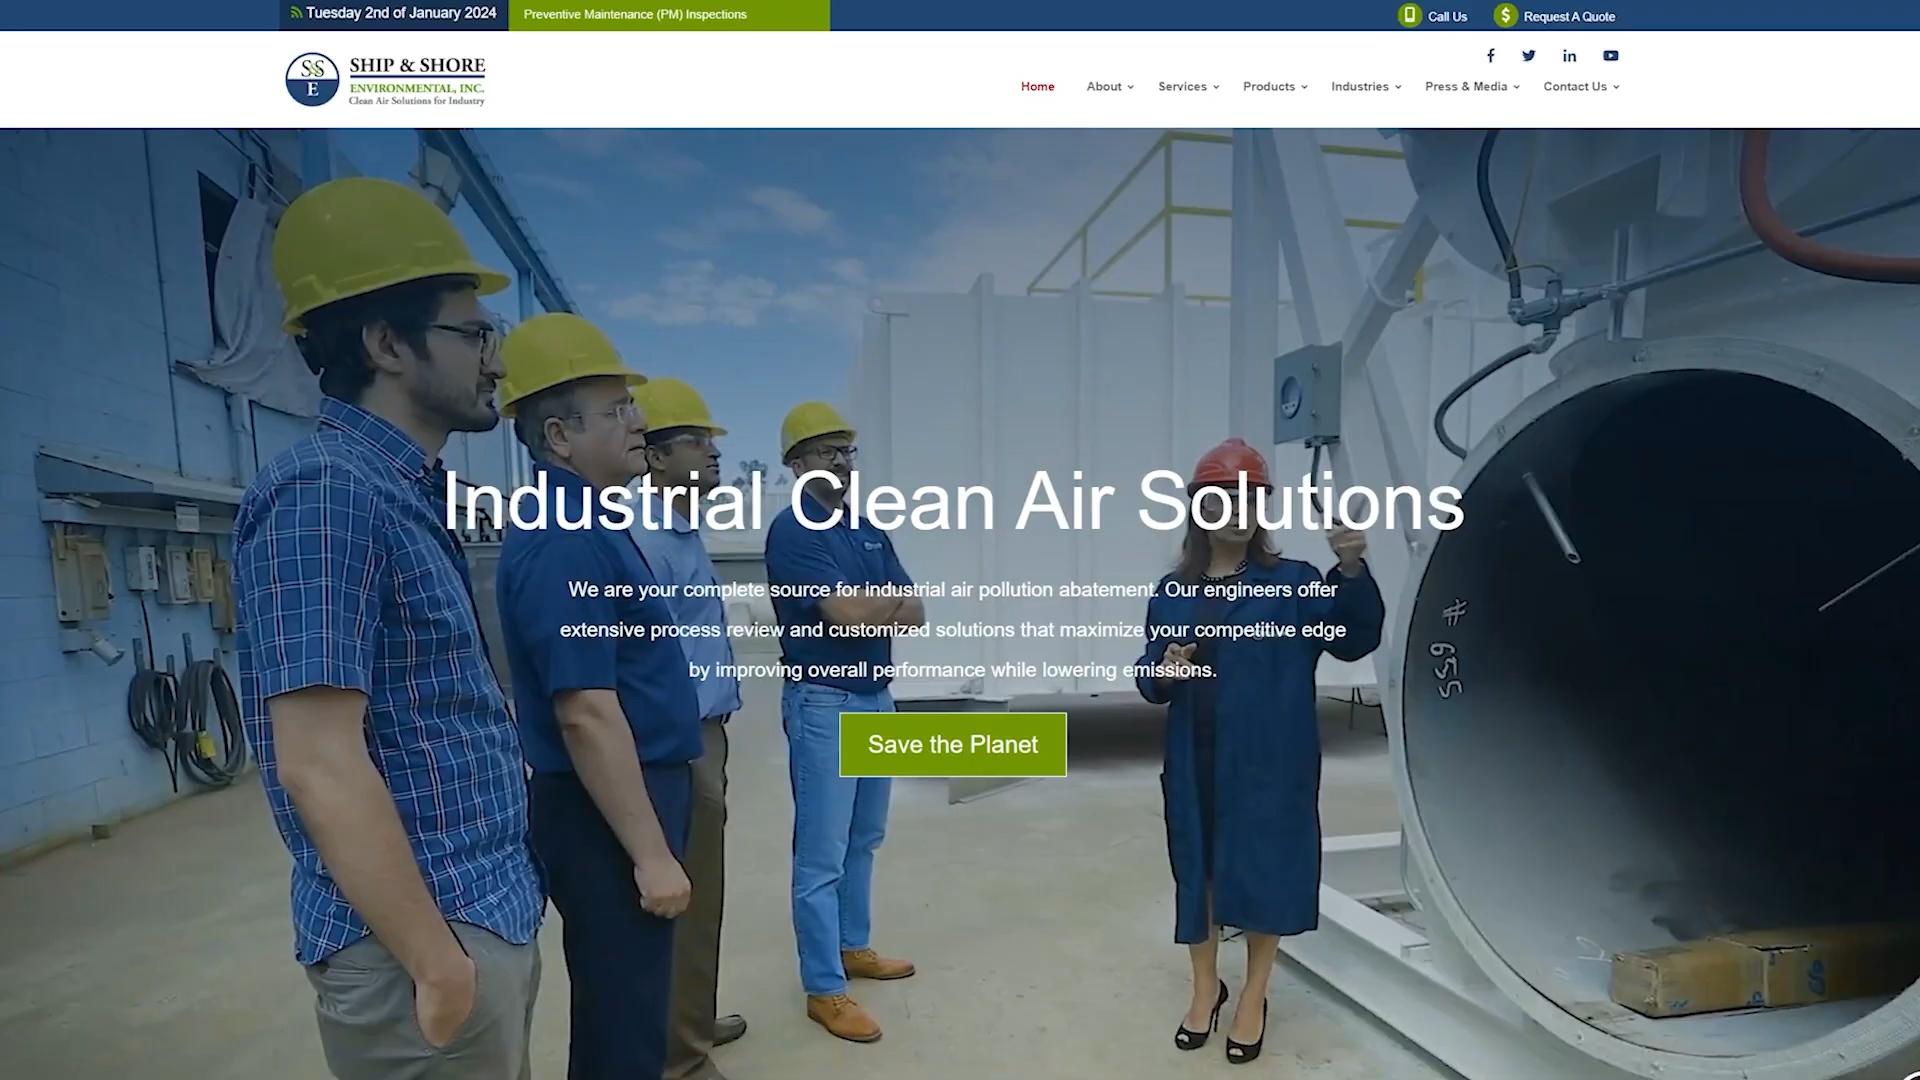 Tuesday 2nd of January 2024
Preventive Maintenance (PM) Inspections
Call Us
Request A Quote
S&S
E
SHIP & SHORE
ENVIRONMENTAL, INC.
Clean Air Solutions for Industry
Home
About
Services
Products
Industries
Press & Media
Contact Us
Industrial Clean Air Solutions
We are your complete source for industrial air pollution abatement. Our engineers offer
extensive process review and customized solutions that maximize your competitive edge
by improving overall performance while lowering emissions.
Save the Planet
# 659